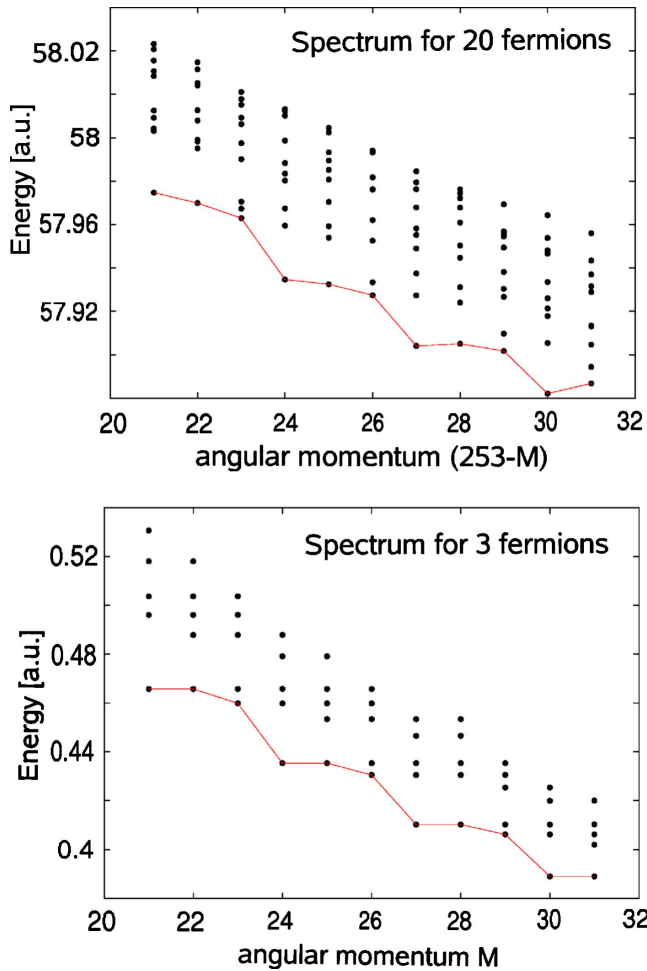 Spectrum for 20 fermions
58.02
58
57.96
57.92
Energy [a.u.]
20 22 24 26 28 30 32
angular momentum (253-M)
Spectrum for 3 fermions
0.52
0.48
0.44
0.4
Energy [a.u.]
20 22 24 26 28 30 32
angular momentum M